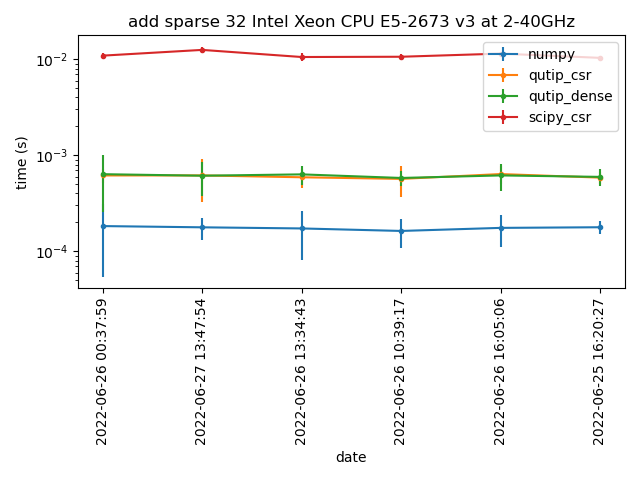 add sparse 32 Intel Xeon CPU E5-2673 v3 at 2-40GHz
numpy
qutip_csr
qutip_dense
scipy_csr
time (s)
10⁻²
10⁻³
10⁻⁴
2022-06-26 00:37:59
2022-06-27 13:47:54
2022-06-26 13:34:43
2022-06-26 10:39:17
2022-06-26 16:05:06
2022-06-25 16:20:27
date